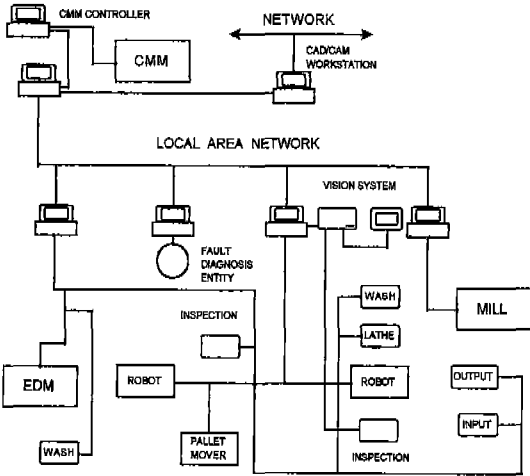 CMM CONTROLLER
NETWORK
CMM
CAD/CAM
WORKSTATION
LOCAL AREA NETWORK
VISION SYSTEM
FAULT
DIAGNOSIS
ENTITY
WASH
INSPECTION
MILL
LATHE
EDM
ROBOT
ROBOT
OUTPUT
INPUT
PALLET
MOVER
WASH
INSPECTION